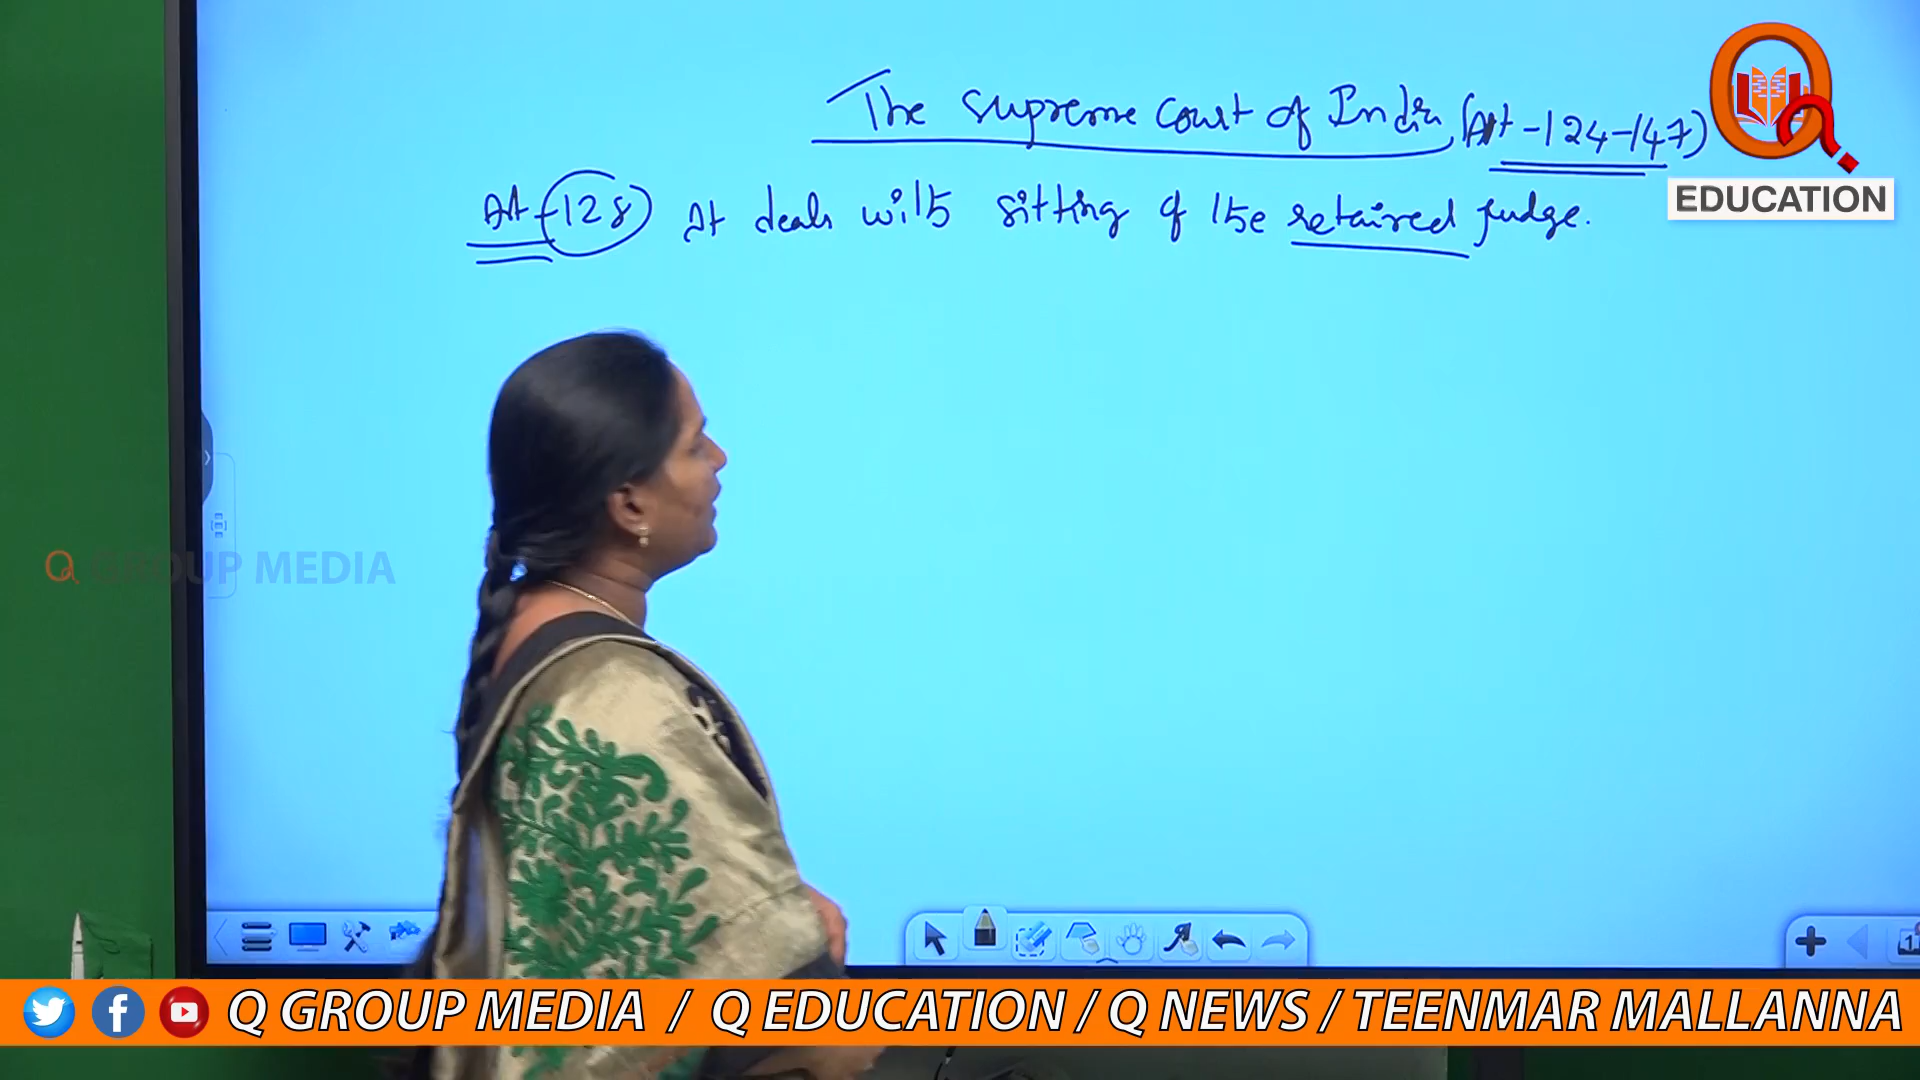 The Supreme Court of India (Art -124-147)
EDUCATION
Art-128) It deals with sitting of the retaired judge.
Q GROUP MEDIA
Q GROUP MEDIA / Q EDUCATION / Q NEWS / TEENMAR MALLANNA